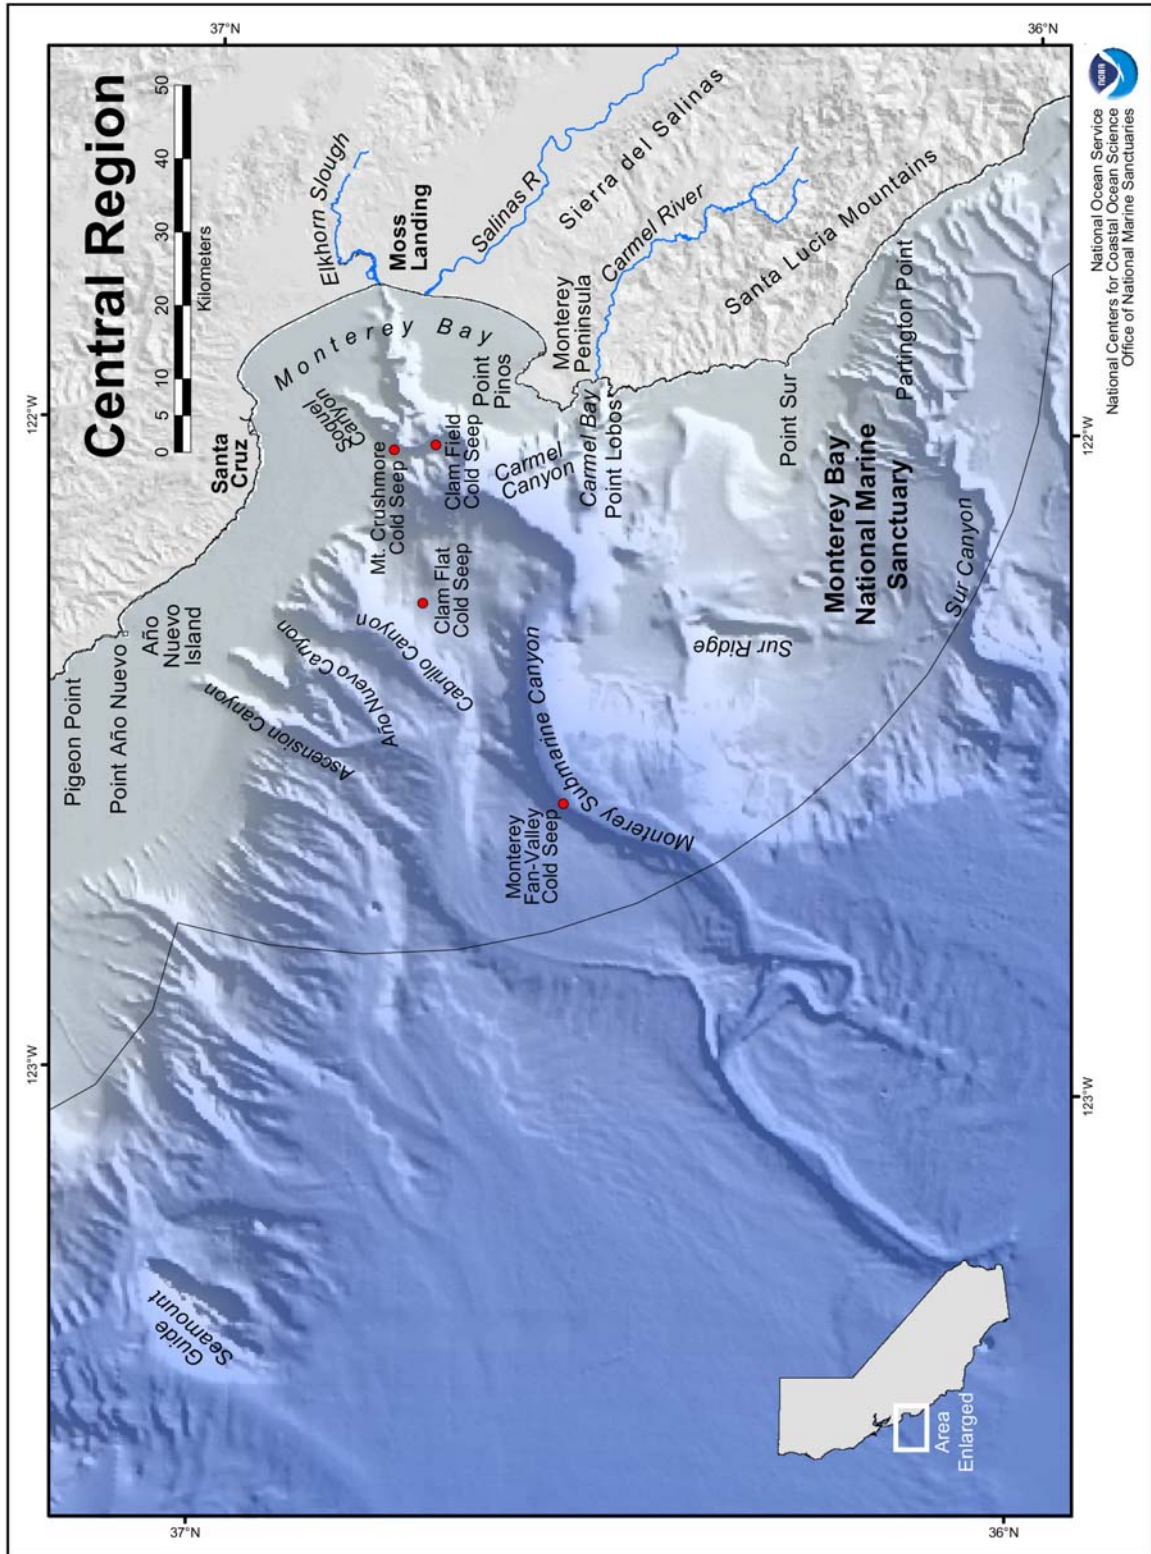 Central Region
0
5
10
20
30
40
50
Kilometers
37°N
36°N
122°W
122°W
123°W
123°W
37°N
36°N
Pigeon Point
Point Año Nuevo
Año
Nuevo
Island
Santa
Cruz
Elkhorn Slough
Moss
Landing
Salinas R
Sierra del Salinas
Carmel River
Santa Lucia Mountains
Monterey Bay
Soquel
Canyon
Point
Pinos
Monterey
Peninsula
Mt. Crushmore
Cold Seep
Clam Field
Cold Seep
Clam Flat
Cold Seep
Carmel
Canyon
Carmel Bay
Point Lobos
Point Sur
Partington Point
Monterey Bay
National Marine
Sanctuary
Sur Canyon
Sur Ridge
Ascension Canyon
Año Nuevo Canyon
Cabrillo Canyon
Monterey Submarine Canyon
Monterey
Fan-Valley
Cold Seep
Guide
Seamount
Area
Enlarged
NOAA
National Ocean Service
National Centers for Coastal Ocean Science
Office of National Marine Sanctuaries